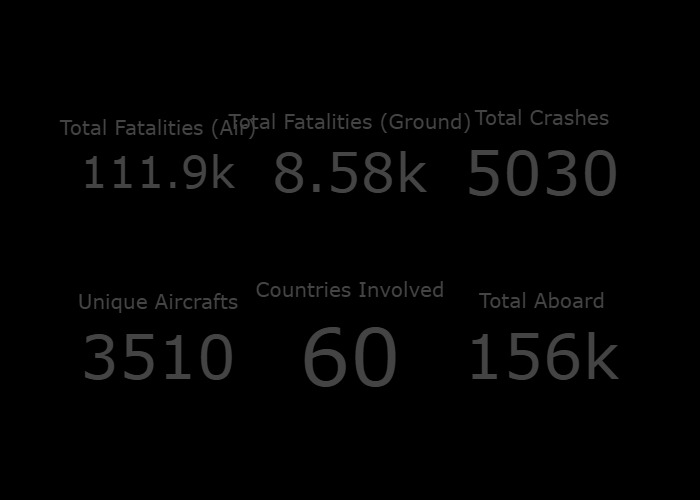 Total Fatalities (Air)
Total Fatalities (Ground)
Total Crashes
111.9k
8.58k
5030
Unique Aircrafts
Countries Involved
Total Aboard
3510
60
156k